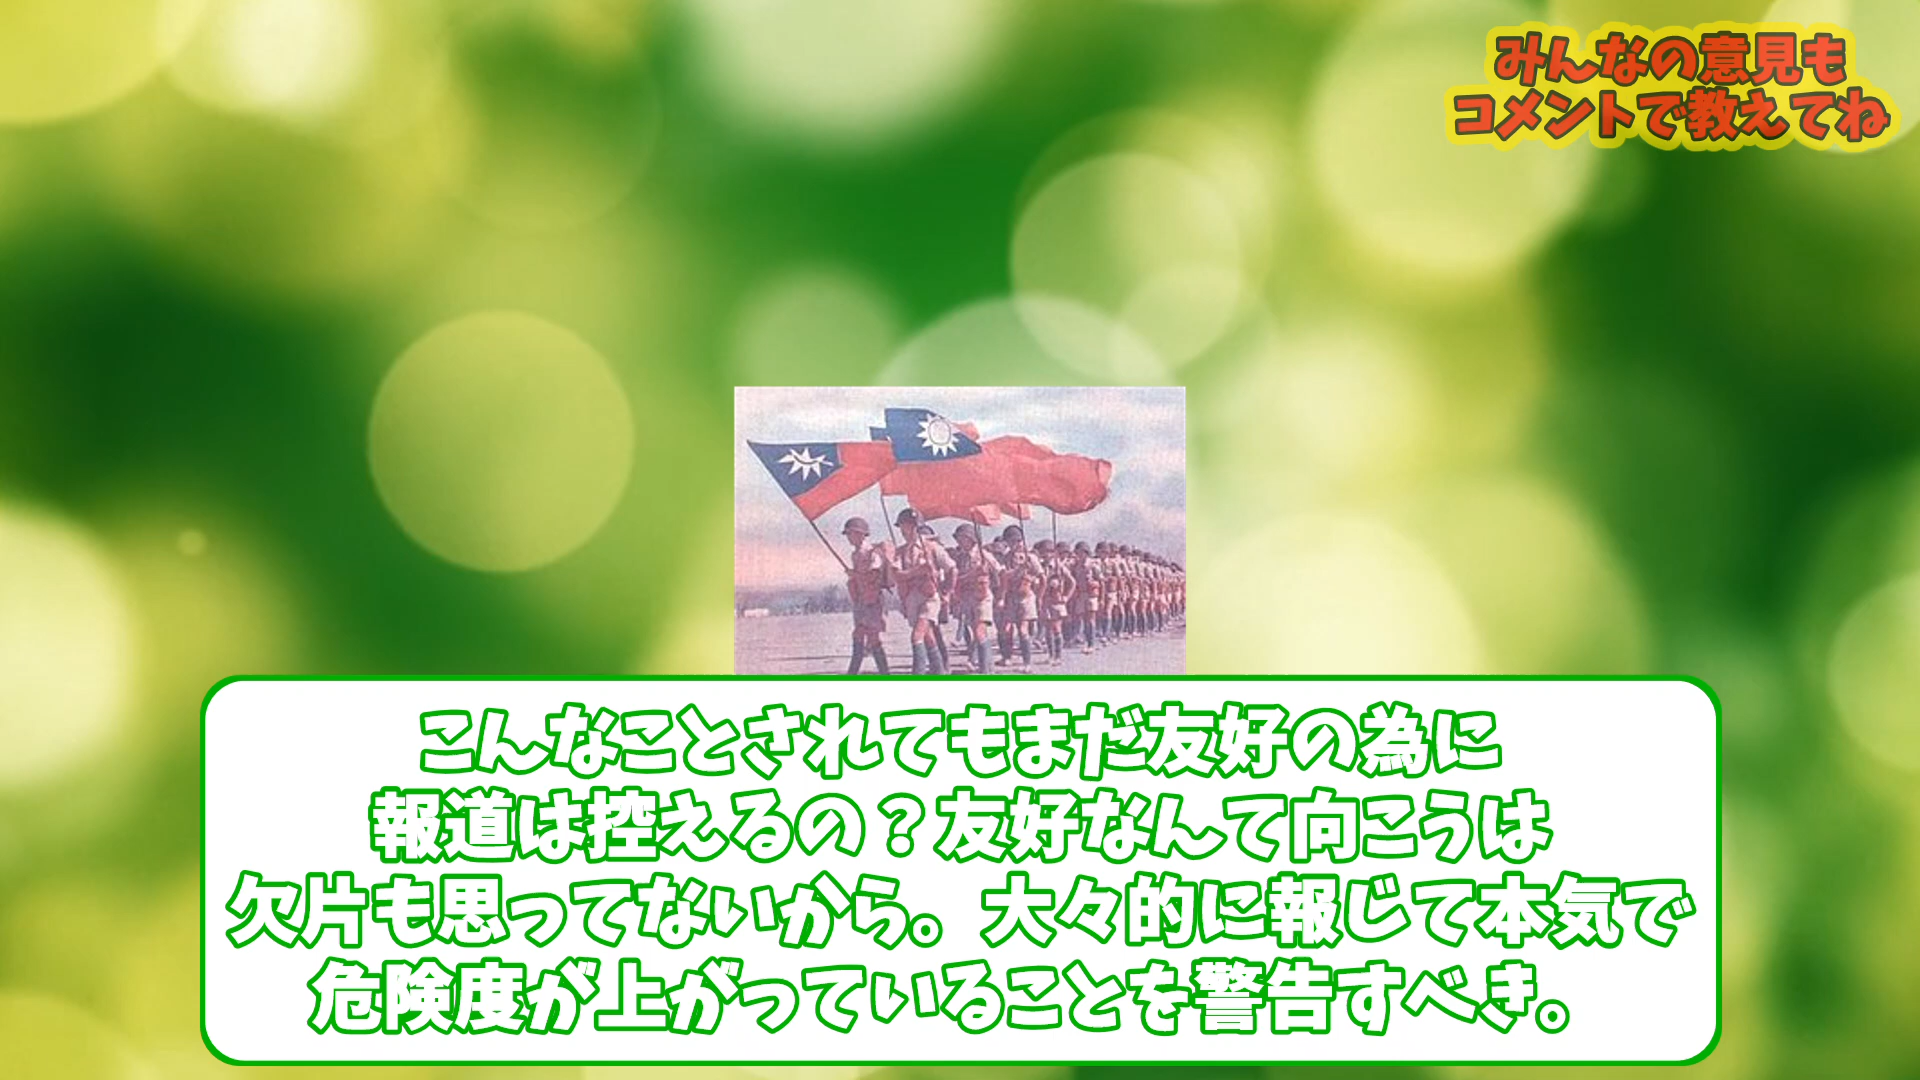 みんなの意見も
コメントで教えてね
こんなことされてもまだ友好の為に
報道は控えるの？友好なんて向こうは
欠片も思ってないから。大々的に報じて本気で
危険度が上がっていることを警告すべき。